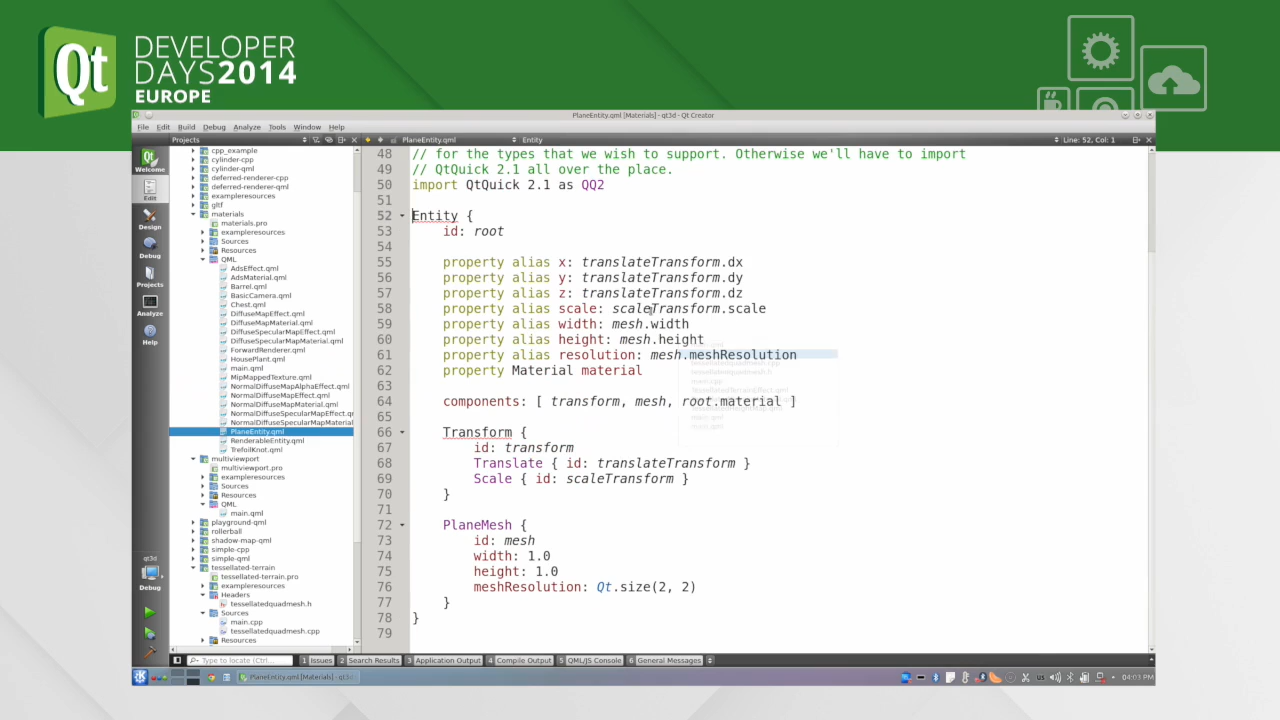 Qt
DEVELOPER
DAYS2014
EUROPE
PlaneEntity.qml [Materials] - qt3d - Qt Creator
File Edit Build Debug Analyze Tools Window Help
Projects
PlaneEntity.qml
Entity
Line: 52, Col: 1
Qt
Welcome
Edit
Design
Debug
Projects
Analyze
Help
qt3d
Debug
cpp_example
cylinder-cpp
cylinder-qml
deferred-renderer-cpp
deferred-renderer-qml
exampleresources
gltf
materials
materials.pro
exampleresources
Sources
Resources
QML
AdsEffect.qml
AdsMaterial.qml
Barrel.qml
BasicCamera.qml
Chest.qml
DiffuseMapEffect.qml
DiffuseMapMaterial.qml
DiffuseSpecularMapEffect.qml
DiffuseSpecularMapMaterial.qml
ForwardRenderer.qml
HousePlant.qml
main.qml
MipMappedTexture.qml
NormalDiffuseMapAlphaEffect.qml
NormalDiffuseMapEffect.qml
NormalDiffuseMapMaterial.qml
NormalDiffuseSpecularMapEffect.q
NormalDiffuseSpecularMapMaterial
PlaneEntity.qml
RenderableEntity.qml
TrefoilKnot.qml
multiviewport
multiviewport.pro
exampleresources
Sources
Resources
QML
main.qml
playground-qml
rollerball
shadow-map-qml
simple-cpp
simple-qml
tessellated-terrain
tessellated-terrain.pro
exampleresources
Headers
tessellatedquadmesh.h
Sources
main.cpp
tessellatedquadmesh.cpp
Resources
48 // for the types that we wish to support. Otherwise we'll have to import
49 // QtQuick 2.1 all over the place.
50 import QtQuick 2.1 as QQ2
51
52 Entity {
53 id: root
54
55 property alias x: translateTransform.dx
56 property alias y: translateTransform.dy
57 property alias z: translateTransform.dz
58 property alias scale: scaleTransform.scale
59 property alias width: mesh.width
60 property alias height: mesh.height
61 property alias resolution: mesh.meshResolution
62 property Material material
63
64 components: [ transform, mesh, root.material ]
65
66 Transform {
67 id: transform
68 Translate { id: translateTransform }
69 Scale { id: scaleTransform }
70 }
71
72 PlaneMesh {
73 id: mesh
74 width: 1.0
75 height: 1.0
76 meshResolution: Qt.size(2, 2)
77 }
78 }
79
Type to locate (Ctrl...
1 Issues 2 Search Results 3 Application Output 4 Compile Output 5 QML/JS Console 6 General Messages
PlaneEntity.qml [Materials] - qt3d
us
04:03 PM